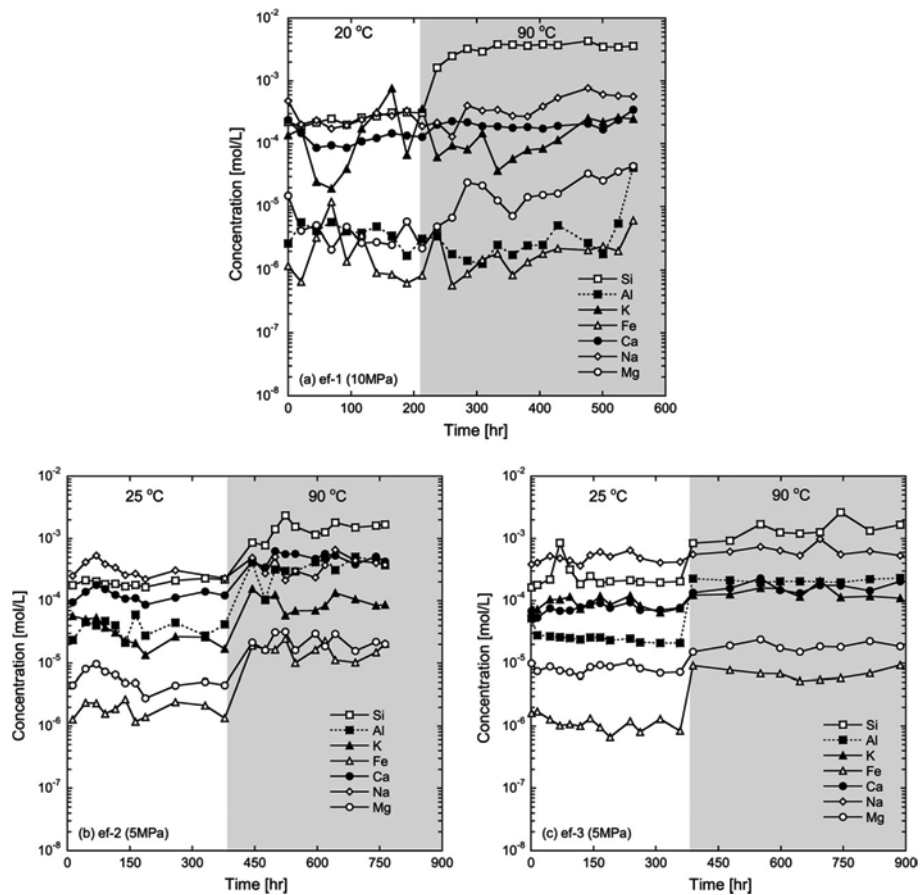 20 °C
90 °C
10⁻²
10⁻³
10⁻⁴
10⁻⁵
10⁻⁶
10⁻⁷
10⁻⁸
Concentration [mol/L]
Si
Al
K
Fe
Ca
Na
Mg
(a) ef-1 (10MPa)
0 100 200 300 400 500 600
Time [hr]
25 °C
90 °C
10⁻²
10⁻³
10⁻⁴
10⁻⁵
10⁻⁶
10⁻⁷
10⁻⁸
Concentration [mol/L]
Si
Al
K
Fe
Ca
Na
Mg
(b) ef-2 (5MPa)
0 150 300 450 600 750 900
Time [hr]
25 °C
90 °C
10⁻²
10⁻³
10⁻⁴
10⁻⁵
10⁻⁶
10⁻⁷
10⁻⁸
Concentration [mol/L]
Si
Al
K
Fe
Ca
Na
Mg
(c) ef-3 (5MPa)
0 150 300 450 600 750 900
Time [hr]